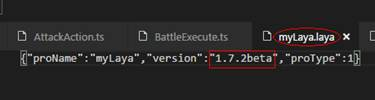 AttackAction.ts BattleExecute.ts myLaya.laya
{"proName":"myLaya","version":"1.7.2beta","proType":1}